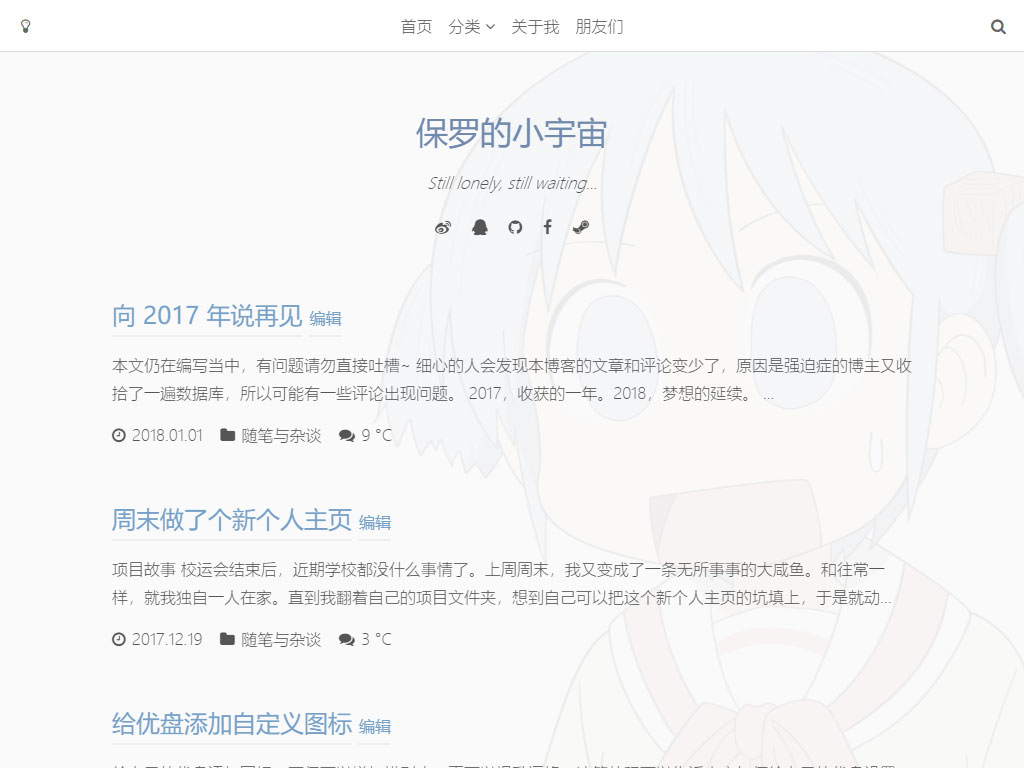 首页 分类 关于我 朋友们
保罗的小宇宙
Still lonely, still waiting...
向 2017 年说再见 编辑
本文仍在编写当中，有问题请勿直接吐槽~ 细心的人会发现本博客的文章和评论变少了，原因是强迫症的博主又收
拾了一遍数据库，所以可能有一些评论出现问题。 2017，收获的一年。2018，梦想的延续。 ...
2018.01.01 随笔与杂谈 9 °C
周末做了个新个人主页 编辑
项目故事 校运会结束后，近期学校都没什么事情了。上周周末，我又变成了一条无所事事的大咸鱼。和往常一
样，就我独自一人在家。直到我翻着自己的项目文件夹，想到自己可以把这个新个人主页的坑填上，于是就动...
2017.12.19 随笔与杂谈 3 °C
给优盘添加自定义图标 编辑